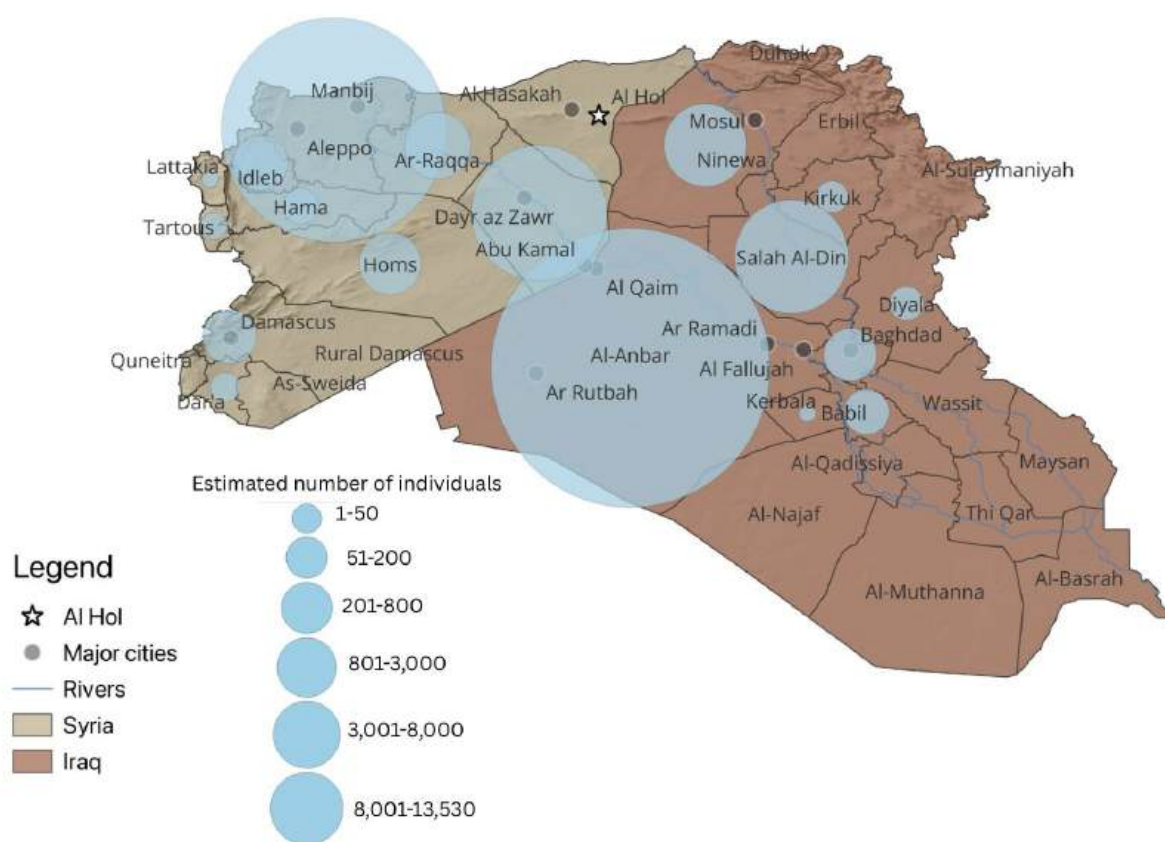 Duhok
Manbij
Al-Hasakah
Al Hol
Mosul
Erbil
Aleppo
Ar-Raqqa
Ninewa
Al-Sulaymaniyah
Lattakia
Idleb
Kirkuk
Hama
Tartous
Dayr az Zawr
Abu Kamal
Salah Al-Din
Homs
Al Qaim
Diyala
Damascus
Ar Ramadi
Baghdad
Quneitra
Rural Damascus
Al-Anbar
Al Fallujah
As-Sweida
Dara
Ar Rutbah
Kerbala
Babil
Wassit
Al-Qadissiya
Maysan
Al-Najaf
Thi Qar
Al-Muthanna
Al-Basrah
Estimated number of individuals
1-50
51-200
201-800
801-3,000
3,001-8,000
8,001-13,530
Legend
Al Hol
Major cities
Rivers
Syria
Iraq